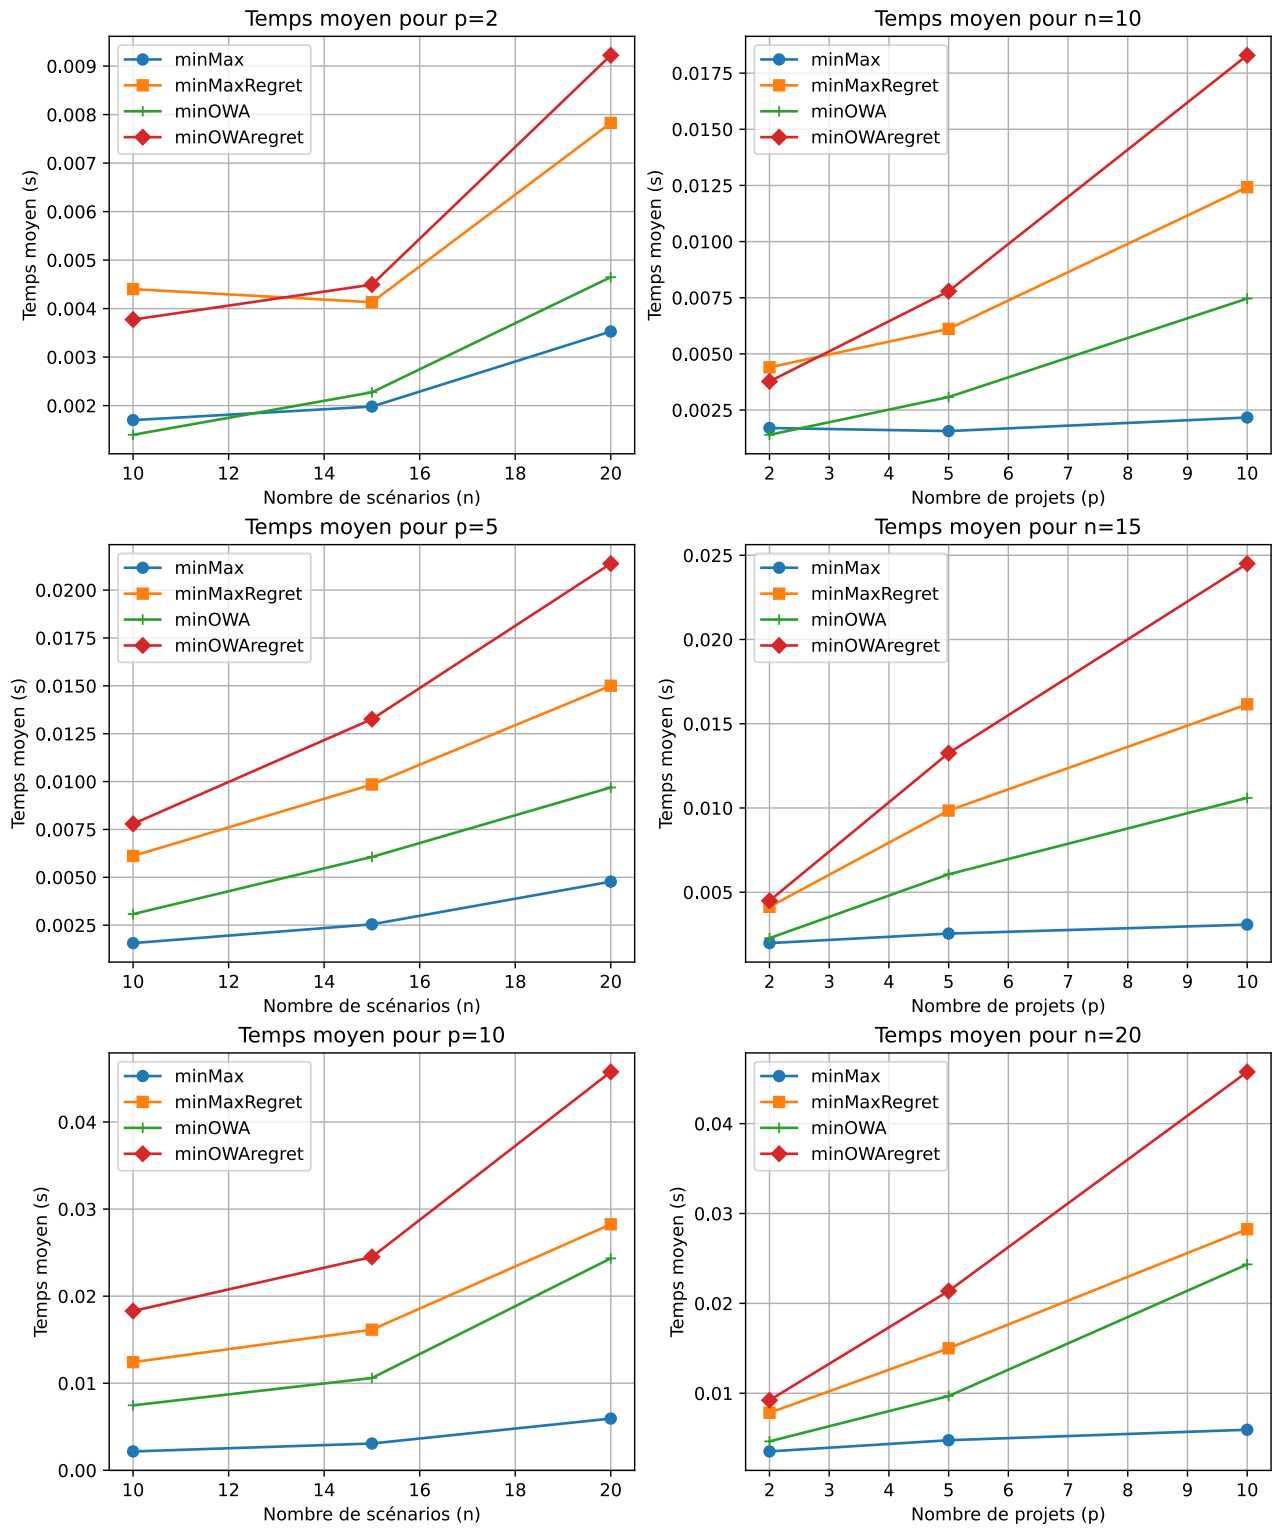 Temps moyen pour p=2
minMax
minMaxRegret
minOWA
minOWAregret
0.009
0.008
0.007
0.006
0.005
0.004
0.003
0.002
Temps moyen (s)
10 12 14 16 18 20
Nombre de scénarios (n)
Temps moyen pour n=10
minMax
minMaxRegret
minOWA
minOWAregret
0.0175
0.0150
0.0125
0.0100
0.0075
0.0050
0.0025
Temps moyen (s)
2 3 4 5 6 7 8 9 10
Nombre de projets (p)
Temps moyen pour p=5
minMax
minMaxRegret
minOWA
minOWAregret
0.0200
0.0175
0.0150
0.0125
0.0100
0.0075
0.0050
0.0025
Temps moyen (s)
10 12 14 16 18 20
Nombre de scénarios (n)
Temps moyen pour n=15
minMax
minMaxRegret
minOWA
minOWAregret
0.025
0.020
0.015
0.010
0.005
Temps moyen (s)
2 3 4 5 6 7 8 9 10
Nombre de projets (p)
Temps moyen pour p=10
minMax
minMaxRegret
minOWA
minOWAregret
0.04
0.03
0.02
0.01
0.00
Temps moyen (s)
10 12 14 16 18 20
Nombre de scénarios (n)
Temps moyen pour n=20
minMax
minMaxRegret
minOWA
minOWAregret
0.04
0.03
0.02
0.01
Temps moyen (s)
2 3 4 5 6 7 8 9 10
Nombre de projets (p)